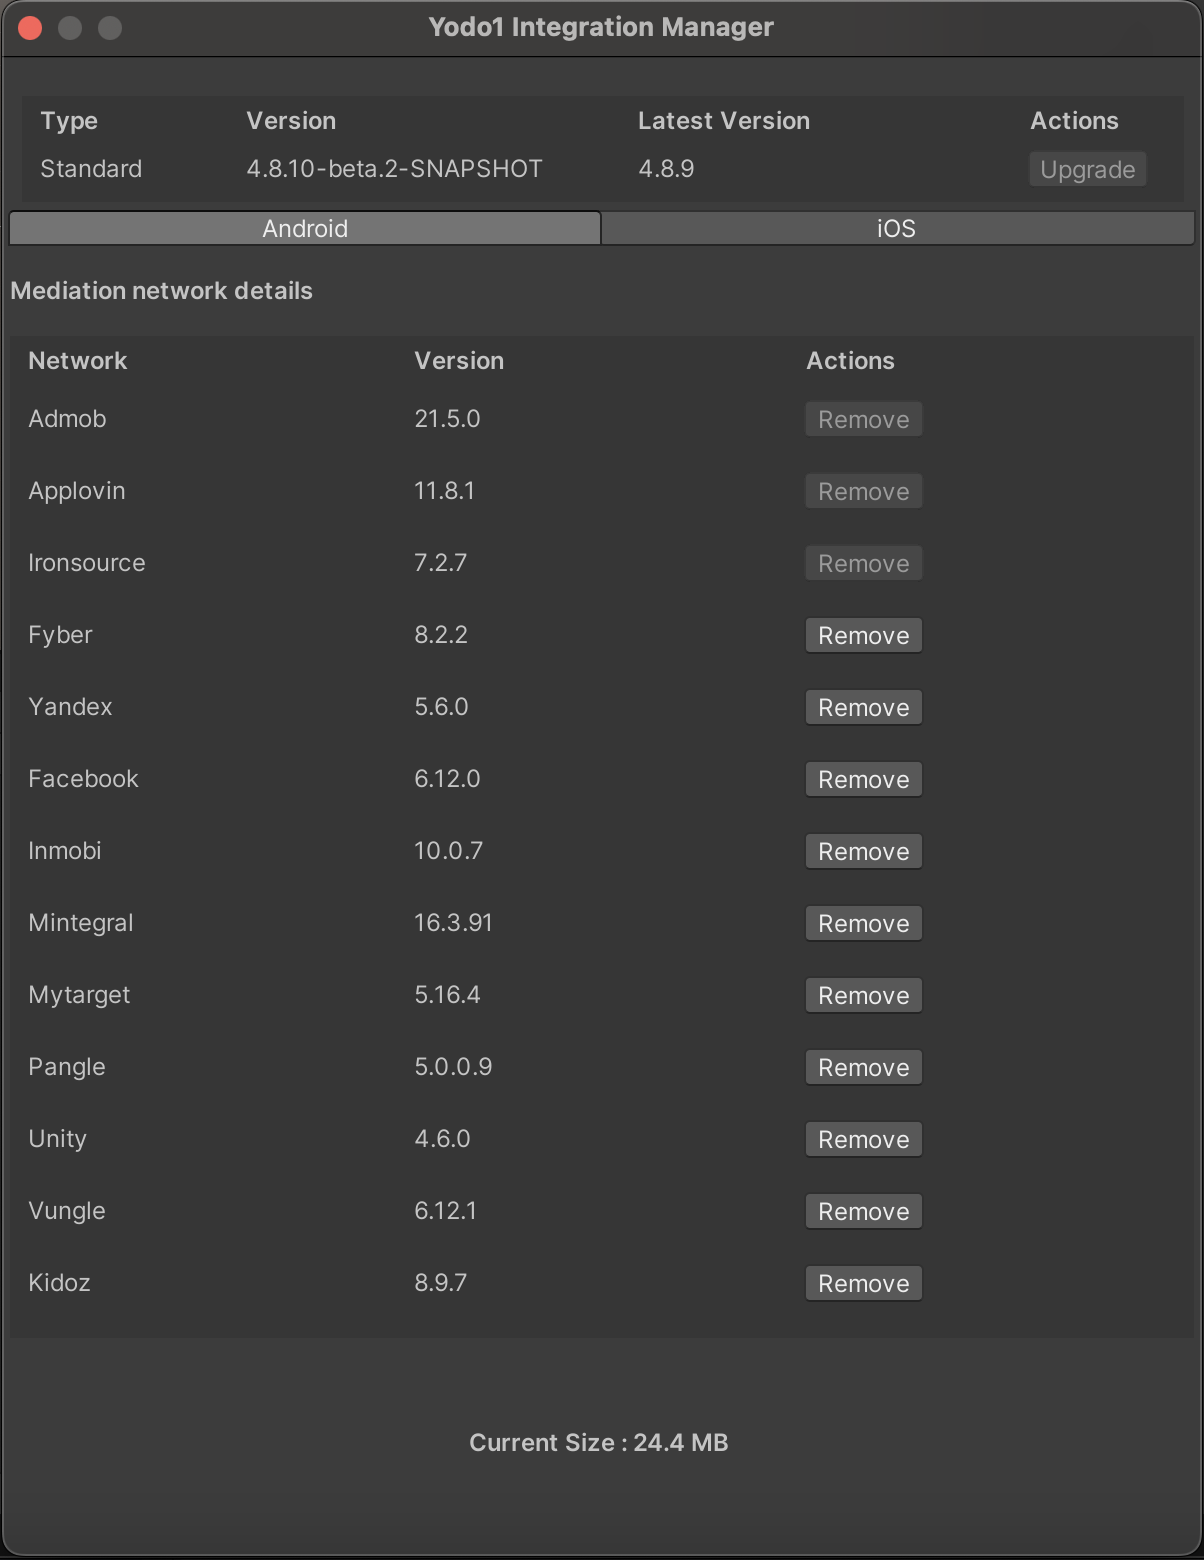 Yodo1 Integration Manager
Type Version Latest Version Actions
Standard 4.8.10-beta.2-SNAPSHOT 4.8.9 Upgrade
Android iOS
Mediation network details
Network Version Actions
Admob 21.5.0 Remove
Applovin 11.8.1 Remove
Ironsource 7.2.7 Remove
Fyber 8.2.2 Remove
Yandex 5.6.0 Remove
Facebook 6.12.0 Remove
Inmobi 10.0.7 Remove
Mintegral 16.3.91 Remove
Mytarget 5.16.4 Remove
Pangle 5.0.0.9 Remove
Unity 4.6.0 Remove
Vungle 6.12.1 Remove
Kidoz 8.9.7 Remove
Current Size : 24.4 MB